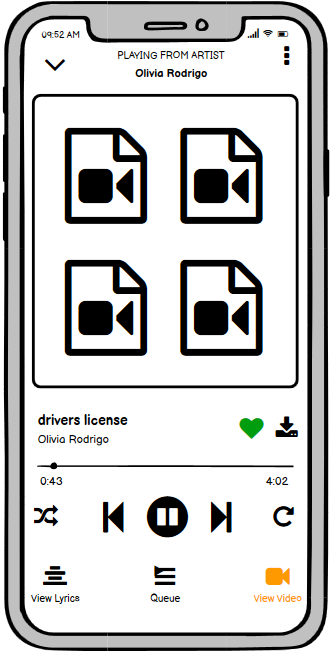 09:52 AM
PLAYING FROM ARTIST
Olivia Rodrigo
drivers license
Olivia Rodrigo
0:43
4:02
View Lyrics
Queue
View Video